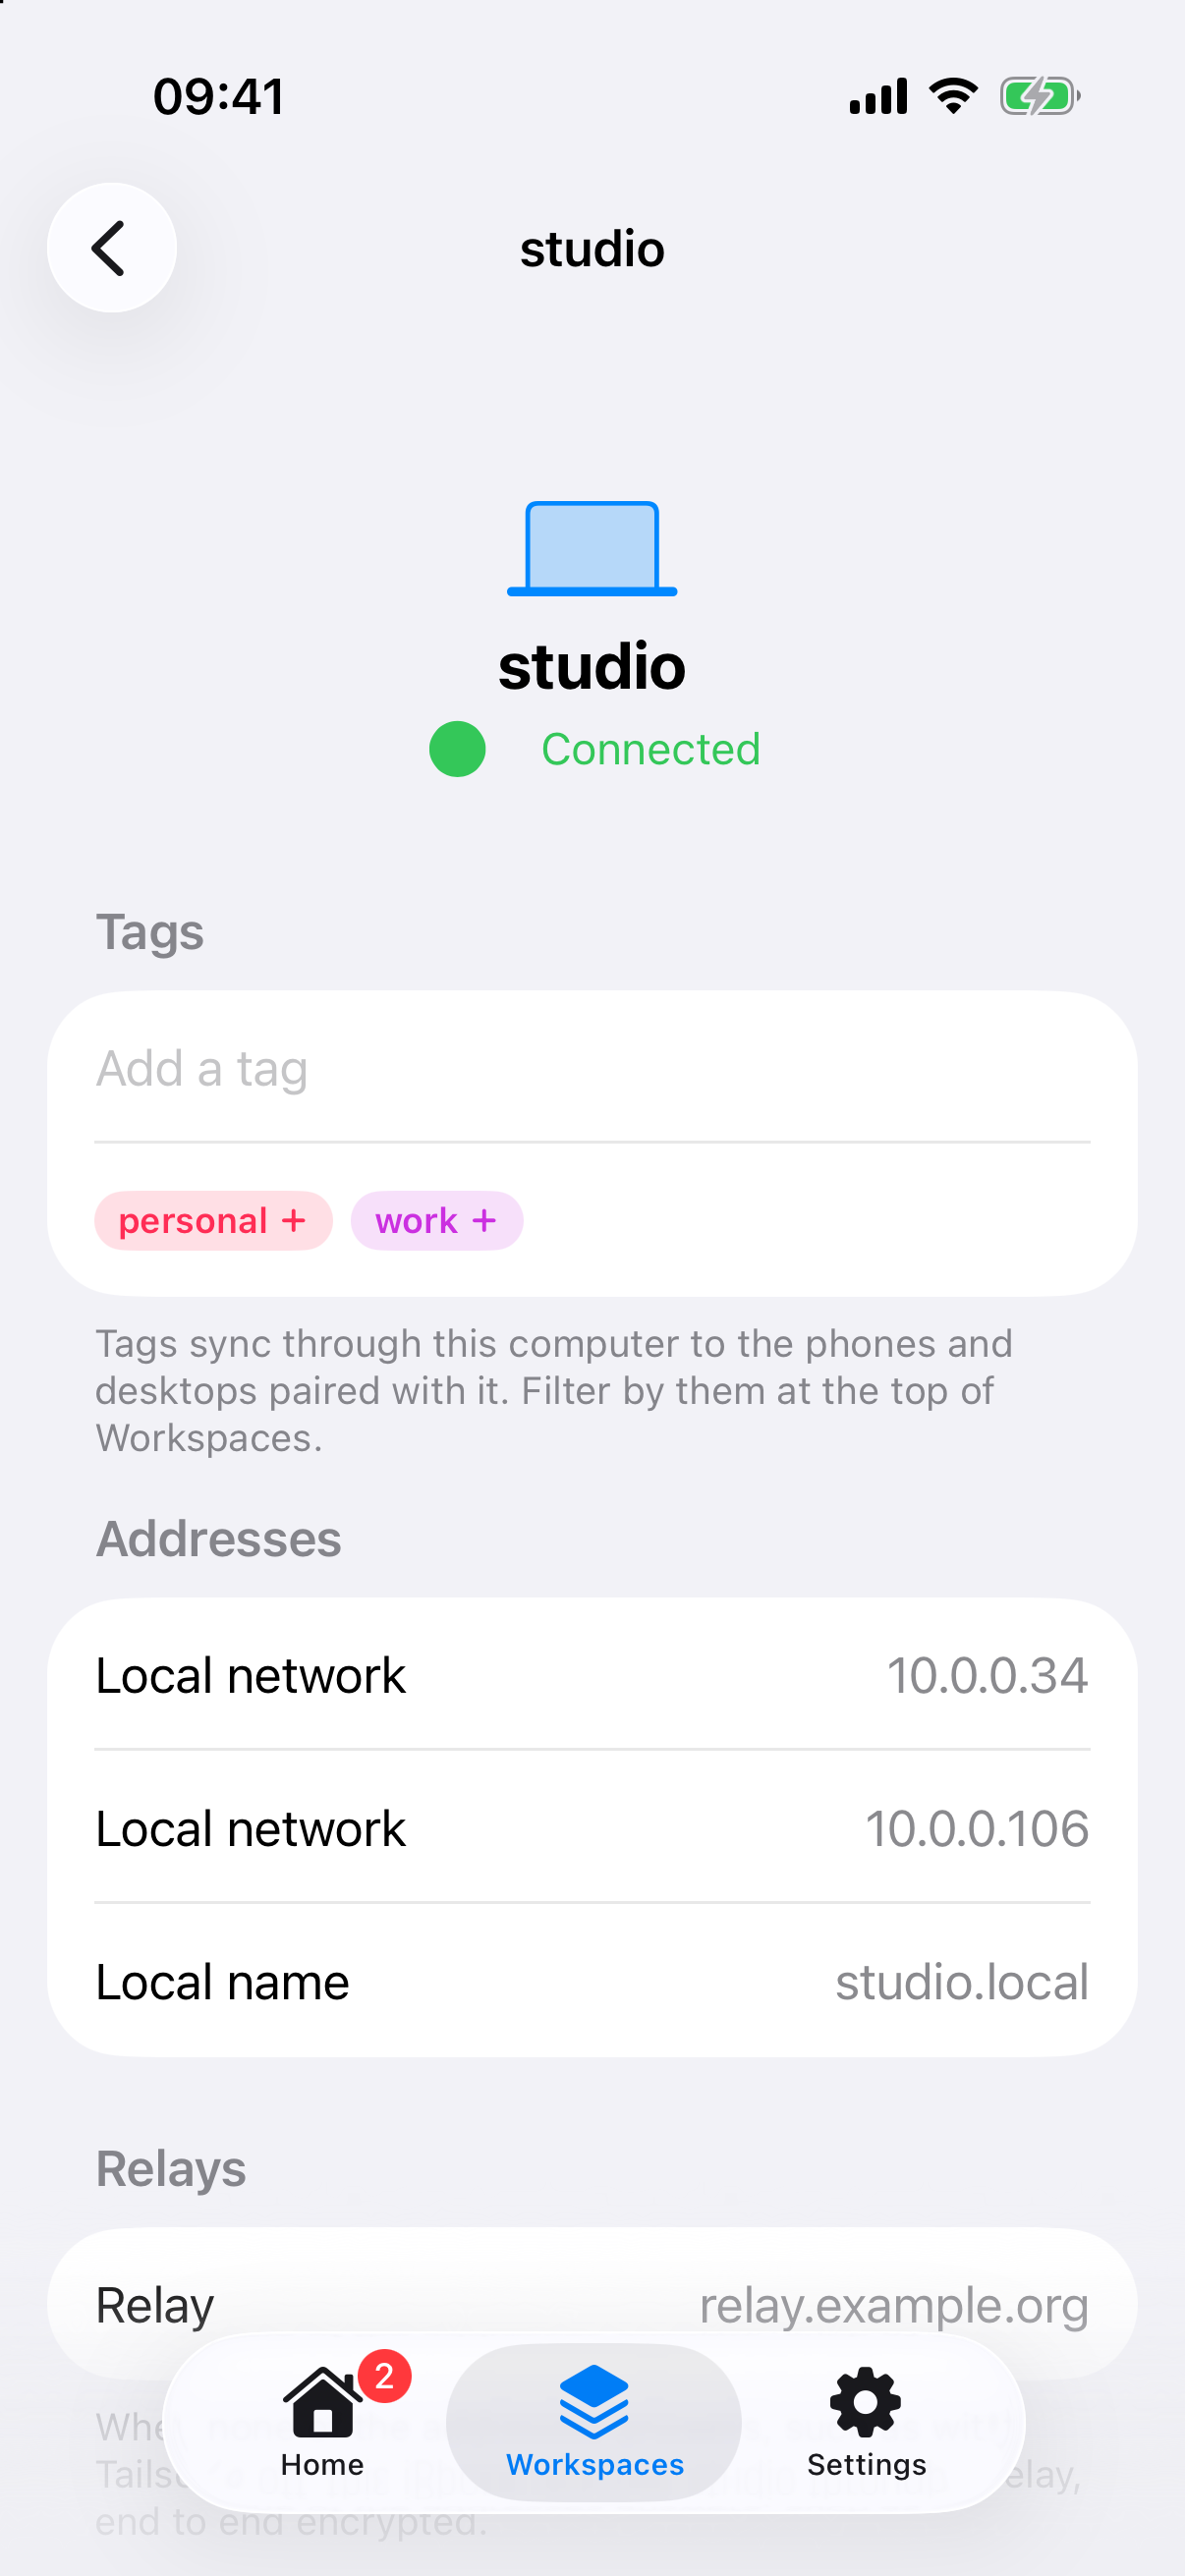 09:41
studio
studio
Connected
Tags
Add a tag
personal +
work +
Tags sync through this computer to the phones and
desktops paired with it. Filter by them at the top of
Workspaces.
Addresses
Local network
10.0.0.34
Local network
10.0.0.106
Local name
studio.local
Relays
Relay
relay.example.org
end to end encrypted.
2
Home
Workspaces
Settings